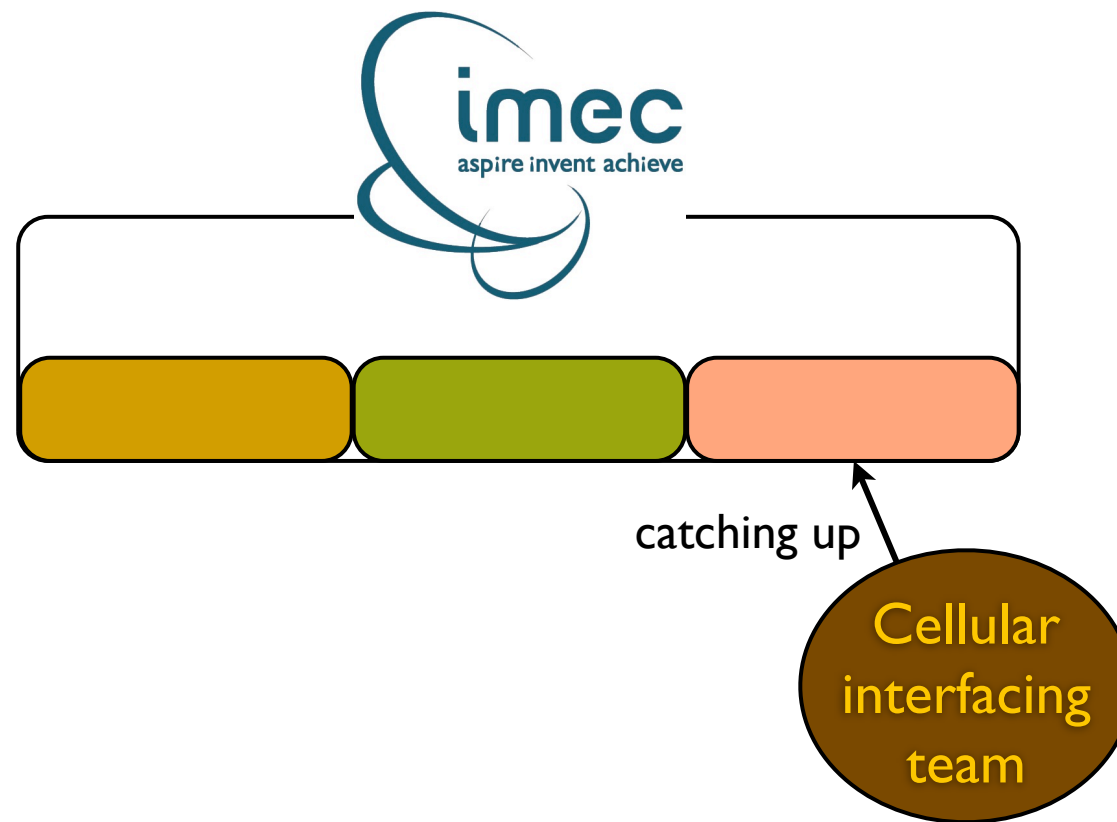 imec
aspire invent achieve
catching up
Cellular
interfacing
team